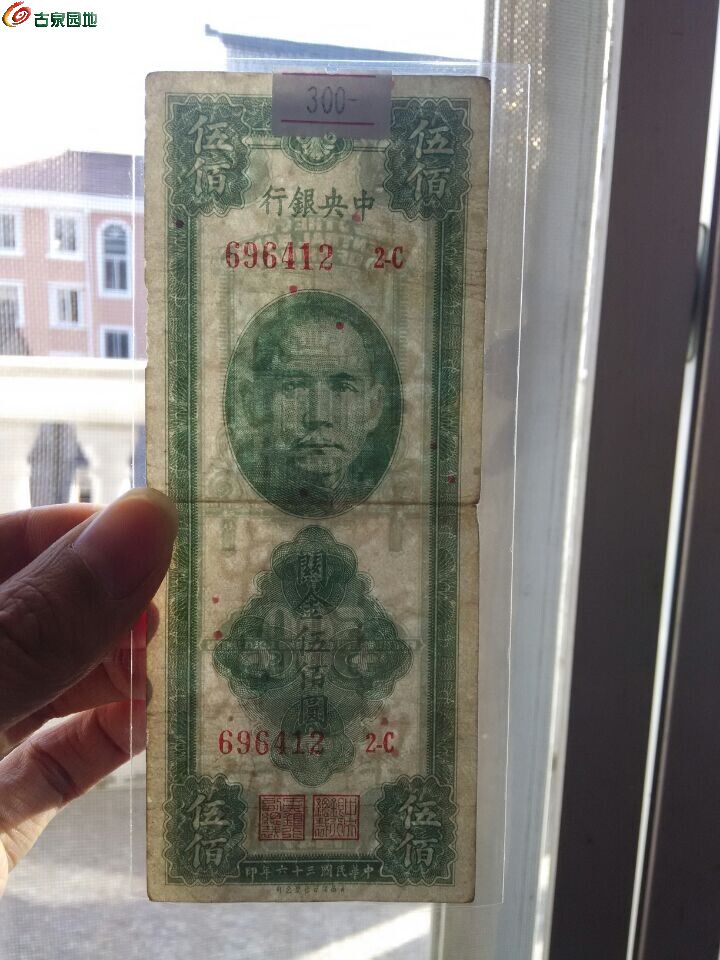 古泉园地
300-
伍佰 伍佰
行銀央中
696412 2-C
關金伍佰圓
696412 2-C
伍佰 伍佰
印年六十三國民華中